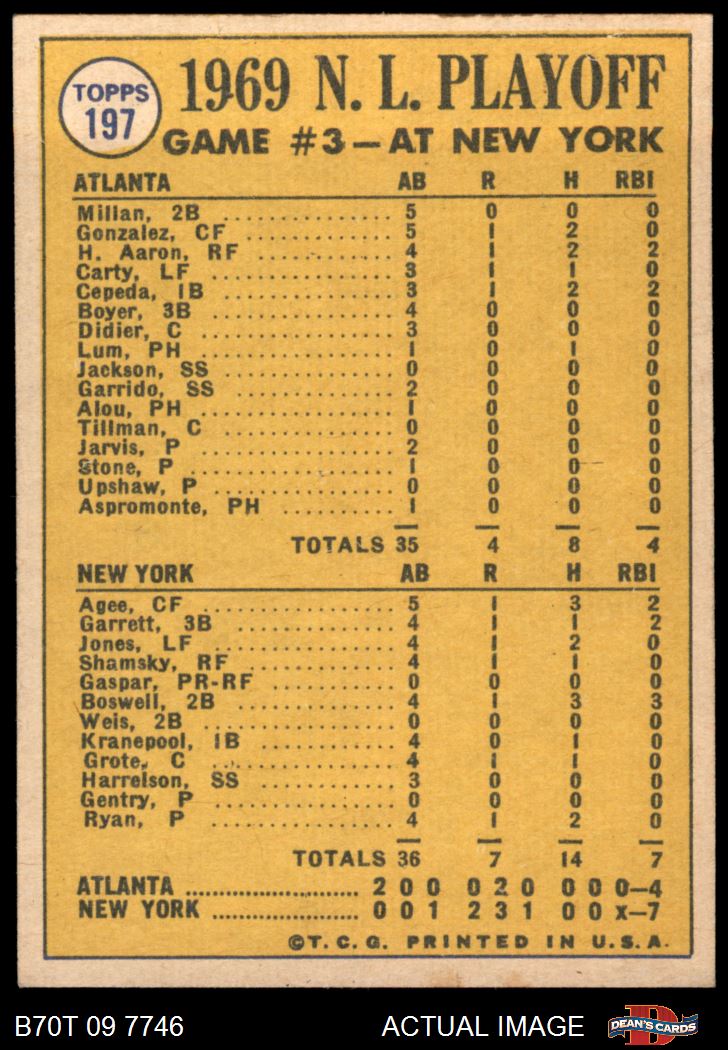 TOPPS
197
1969 N. L. PLAYOFF
GAME #3—AT NEW YORK
ATLANTA AB R H RBI
Millan, 2B .................. 5 0 0 0
Gonzalez, CF ............... 5 1 2 0
H. Aaron, RF .............. 4 1 2 2
Carty, LF ................... 3 1 1 0
Cepeda, 1B ................. 3 1 2 2
Boyer, 3B ................... 4 0 0 0
Didier, C .................... 3 0 0 0
Lum, PH .................... 1 0 1 0
Jackson, SS ................. 0 0 0 0
Garrido, SS ................. 2 0 0 0
Alou, PH .................... 1 0 0 0
Tillman, C .................. 0 0 0 0
Jarvis, P .................... 2 0 0 0
Stone, P ..................... 1 0 0 0
Upshaw, P .................. 0 0 0 0
Aspromonte, PH .......... 1 0 0 0
TOTALS 35 4 8 4
NEW YORK AB R H RBI
Agee, CF ................... 5 1 3 2
Garrett, 3B ................. 4 1 1 2
Jones, LF ................... 4 1 2 0
Shamsky, RF ............... 4 1 1 0
Gaspar, PR-RF ............ 0 0 0 0
Boswell, 2B ................. 4 1 3 3
Weis, 2B .................... 0 0 0 0
Kranepool, 1B ............. 4 0 1 0
Grote, C .................... 4 1 1 0
Harrelson, SS .............. 3 0 0 0
Gentry, P ................... 0 0 0 0
Ryan, P ..................... 4 1 2 0
TOTALS 36 7 14 7
ATLANTA ........................ 2 0 0 0 2 0 0 0 0—4
NEW YORK .................... 0 0 1 2 3 1 0 0 x—7
©T.C.G. PRINTED IN U.S.A.
B70T 09 7746 ACTUAL IMAGE D DEAN'S CARDS